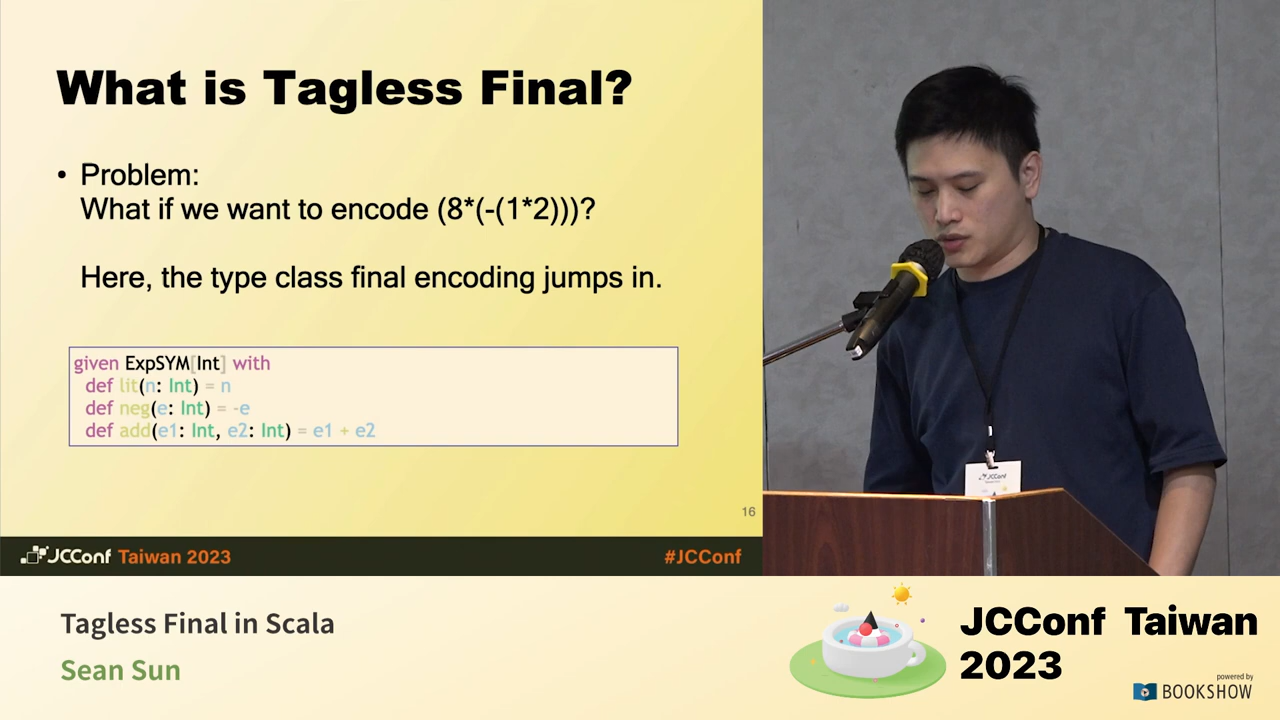 What is Tagless Final?
• Problem:
What if we want to encode (8*(-(1*2)))?
Here, the type class final encoding jumps in.
given ExpSYM[Int] with
def lit(n: Int) = n
def neg(e: Int) = -e
def add(e1: Int, e2: Int) = e1 + e2
16
JCConf Taiwan 2023
#JCConf
JCConf
Tagless Final in Scala
Sean Sun
JCConf Taiwan
2023
powered by
BOOKSHOW